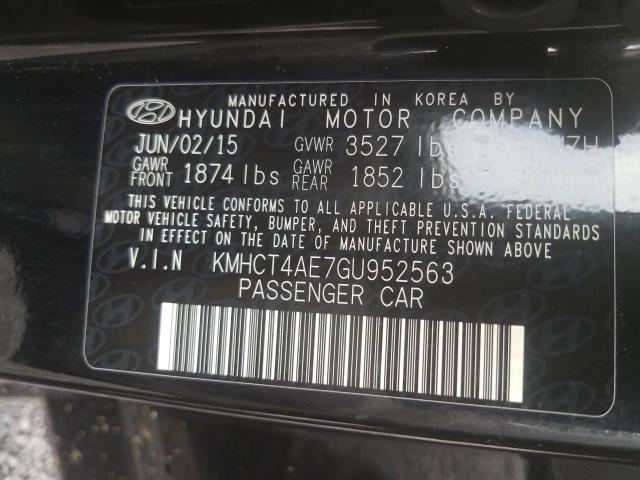 MANUFACTURED IN KOREA BY
HYUNDAI MOTOR COMPANY
JUN/02/15 GVWR 3527 lbs
GAWR FRONT 1874 lbs GAWR REAR 1852 lbs
THIS VEHICLE CONFORMS TO ALL APPLICABLE U.S.A. FEDERAL
MOTOR VEHICLE SAFETY, BUMPER, AND THEFT PREVENTION STANDARDS
IN EFFECT ON THE DATE OF MANUFACTURE SHOWN ABOVE
V.I.N KMHCT4AE7GU952563
PASSENGER CAR